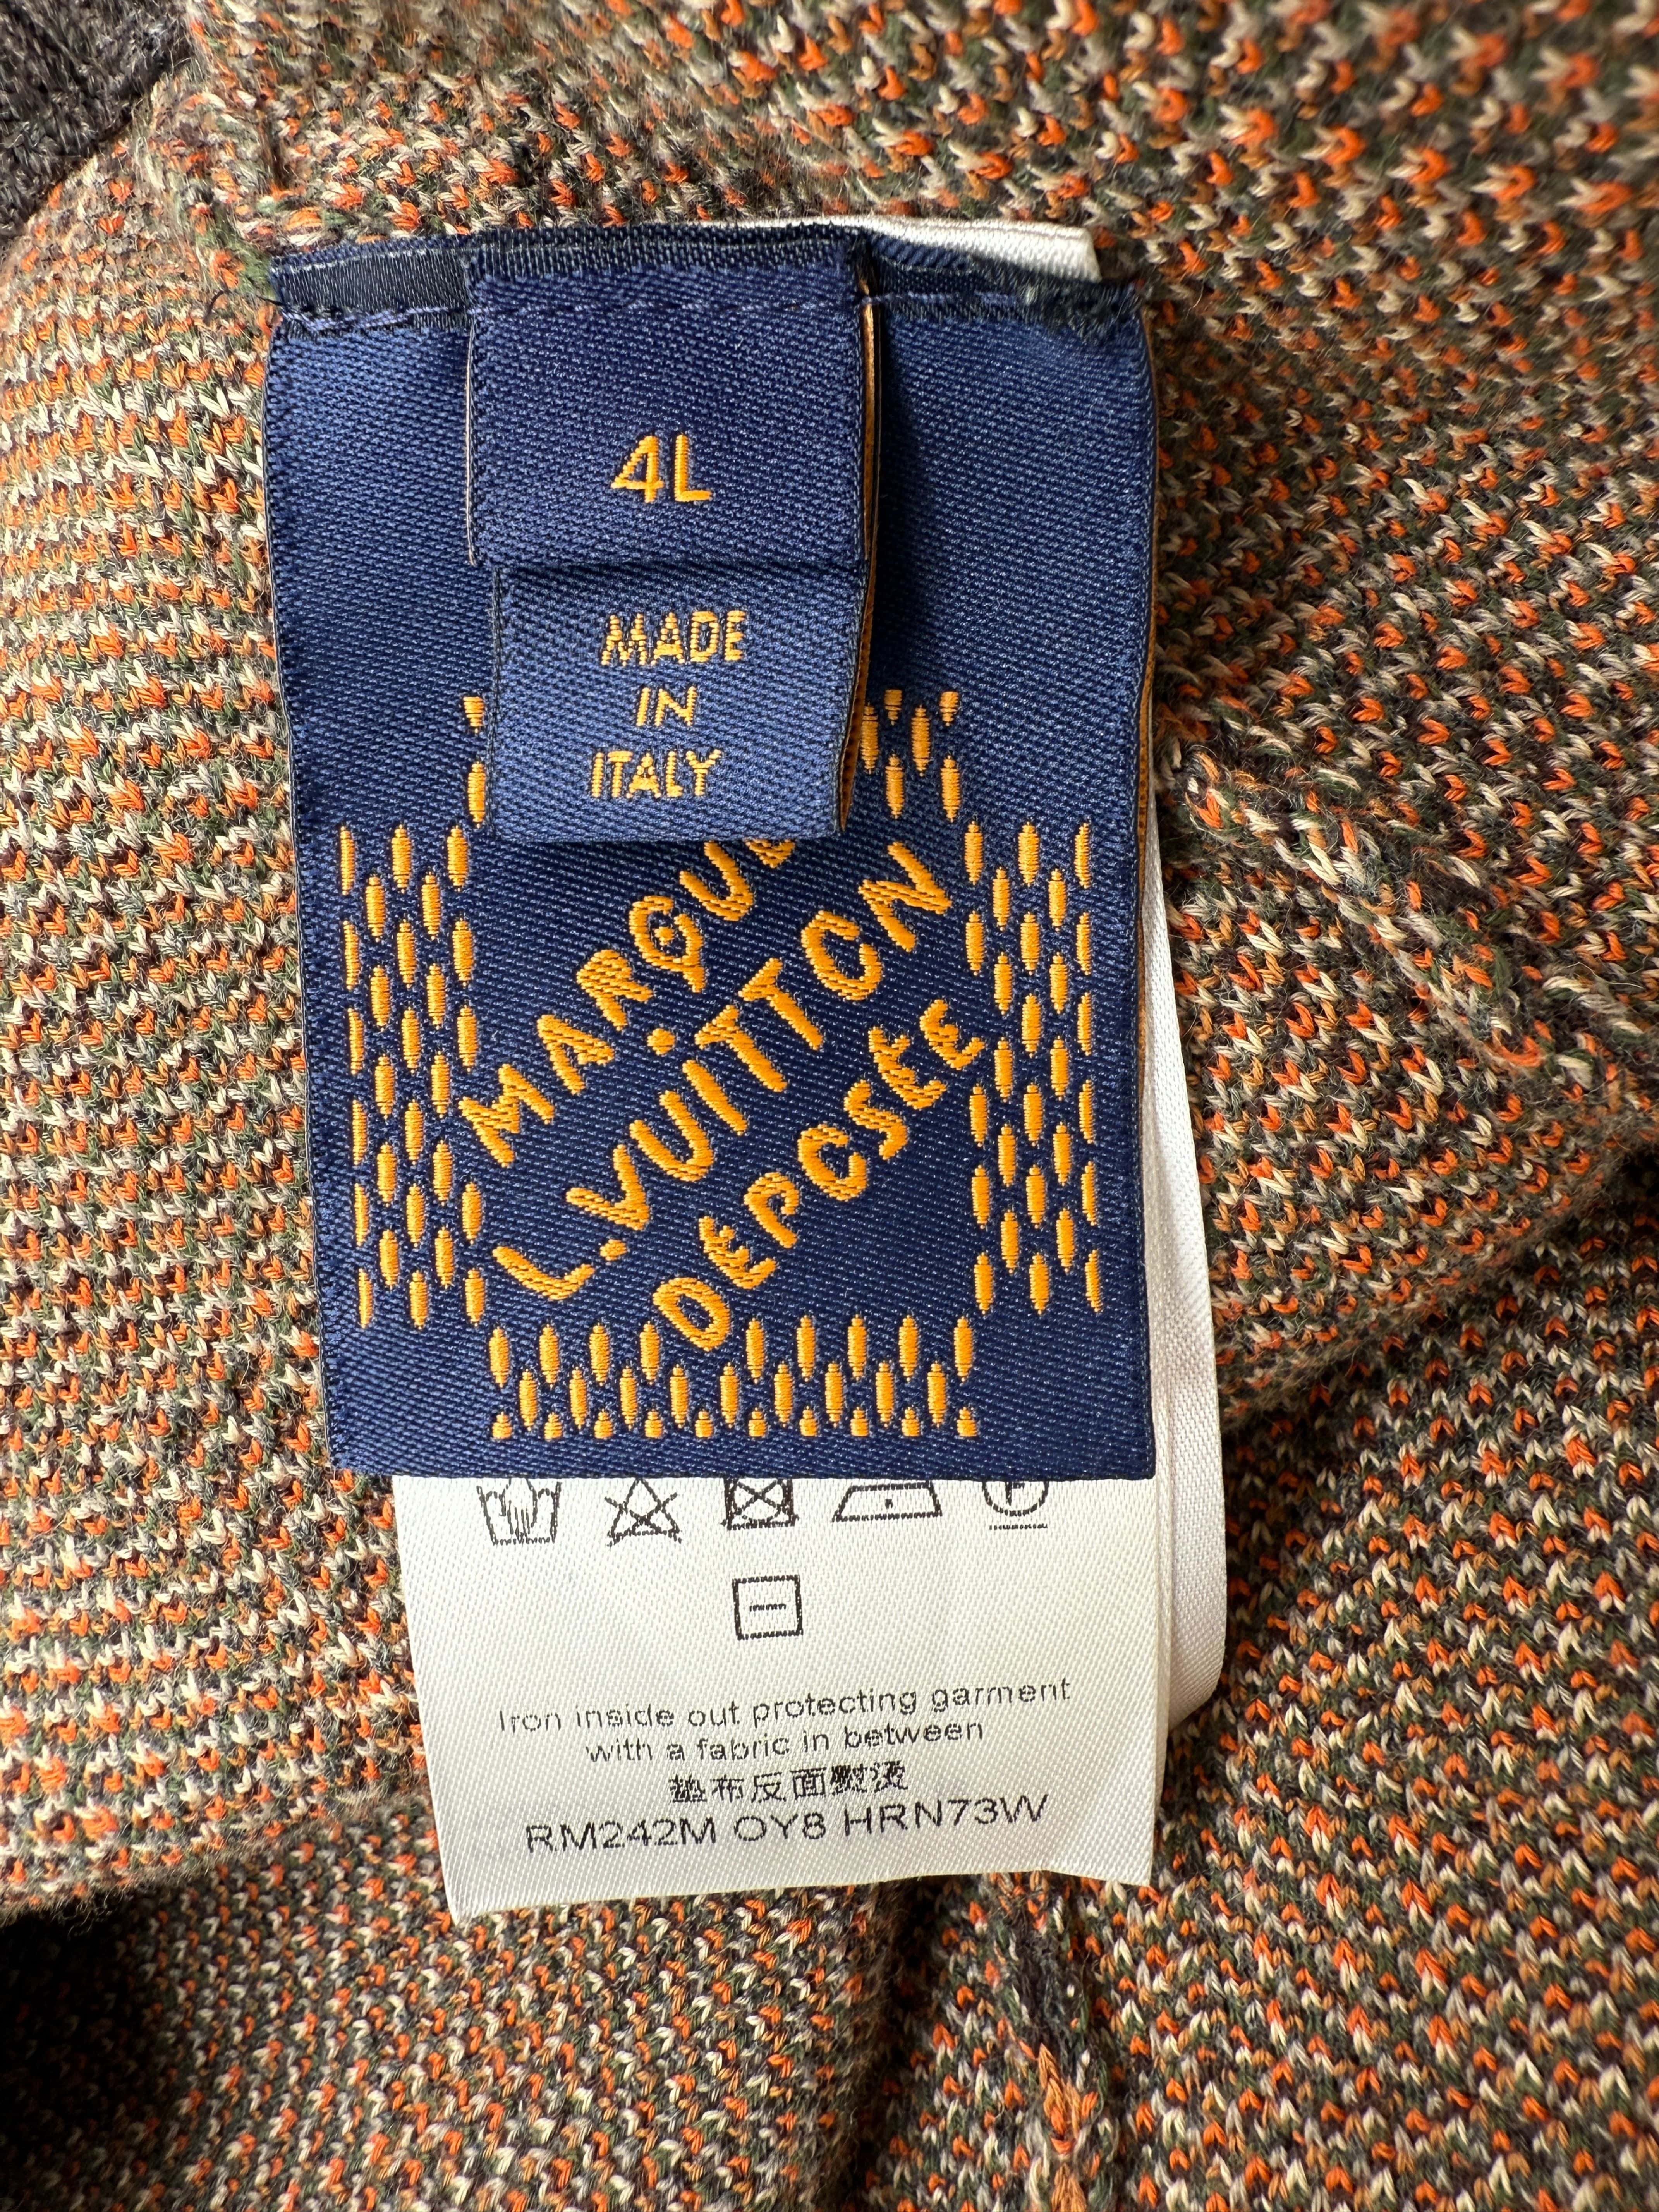 4L
MADE
IN
ITALY
MARQUE
L.VUITTON
DÉPOSÉE
Iron inside out protecting garment
with a fabric in between
垫布反面熨烫
RM242M OY8 HRN73W